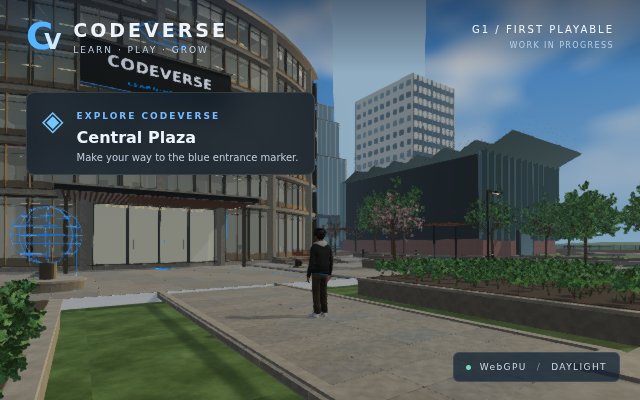 CV CODEVERSE
LEARN · PLAY · GROW
G1 / FIRST PLAYABLE
WORK IN PROGRESS
CODEVERSE
EXPLORE CODEVERSE
Central Plaza
Make your way to the blue entrance marker.
WebGPU / DAYLIGHT